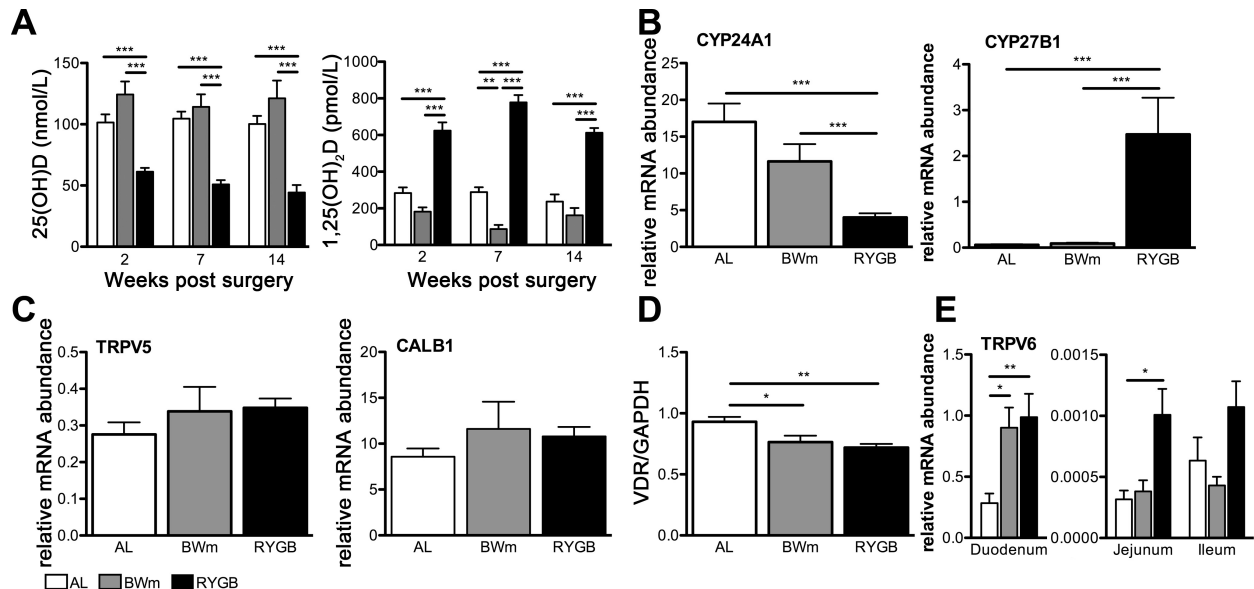 A
25(OH)D (nmol/L)
150
100
50
0
***
***
***
***
***
***
2 7 14
Weeks post surgery
1,25(OH)₂D (pmol/L)
1000
800
600
400
200
0
***
***
***
** ***
***
***
2 7 14
Weeks post surgery
B
CYP24A1
relative mRNA abundance
25
20
15
10
5
0
***
***
AL BWm RYGB
CYP27B1
relative mRNA abundance
4
3
2
1
0
***
***
AL BWm RYGB
C
TRPV5
relative mRNA abundance
0.5
0.4
0.3
0.2
0.1
0.0
AL BWm RYGB
CALB1
relative mRNA abundance
20
15
10
5
0
AL BWm RYGB
AL BWm RYGB
D
VDR/GAPDH
1.5
1.0
0.5
0.0
**
*
AL BWm RYGB
E
TRPV6
relative mRNA abundance
1.5
1.0
0.5
0.0
**
*
Duodenum
0.0015
0.0010
0.0005
0.0000
*
Jejunum Ileum